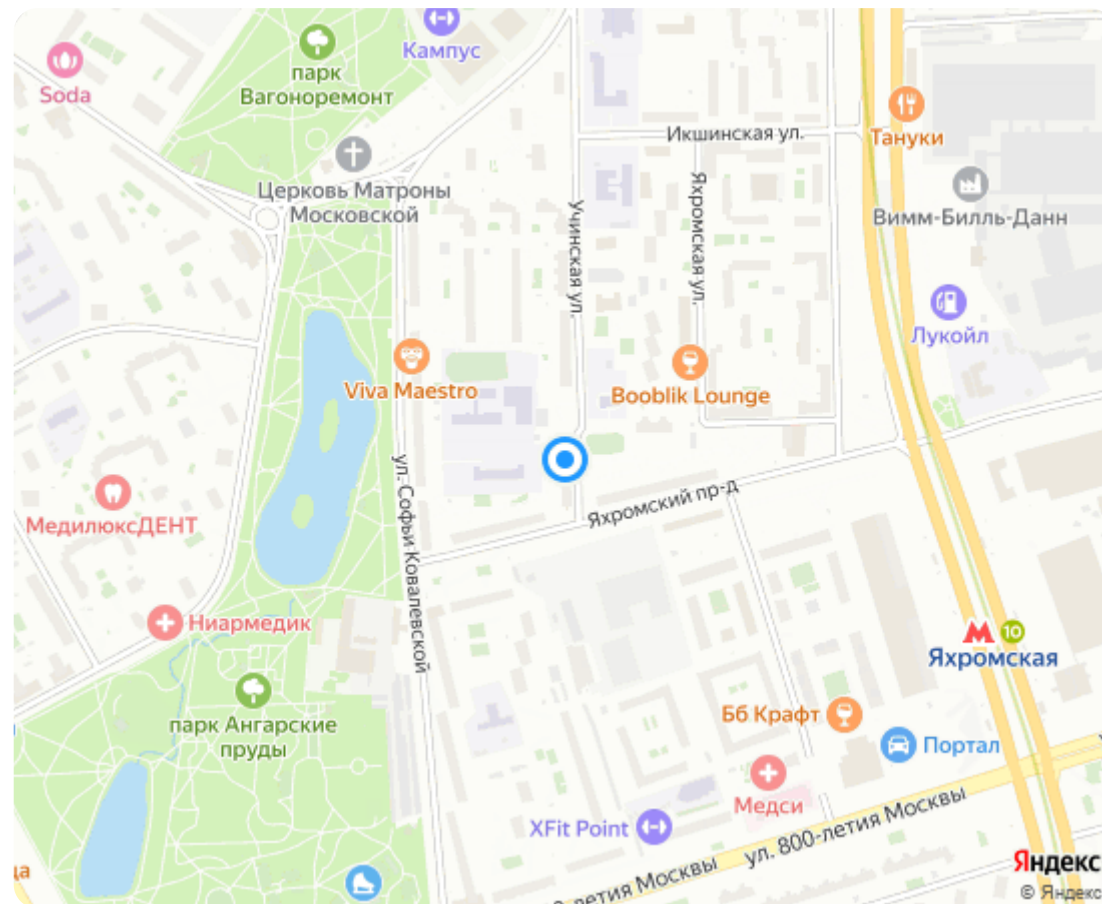 Кампус
Soda
парк
Вагоноремонт
Тануки
Икшинская ул.
Церковь Матроны
Московской
Яхромская ул.
Учинская ул.
Вимм-Билль-Данн
Лукойл
Viva Maestro
Booblik Lounge
МедилюксДЕНТ
ул. Софьи Ковалевской
Яхромский пр-д
Ниармедик
10
Яхромская
парк Ангарские
пруды
Бб Крафт
Портал
Медси
XFit Point
ул. 800-летия Москвы
-летия Москвы
Яндекс
© Яндекс